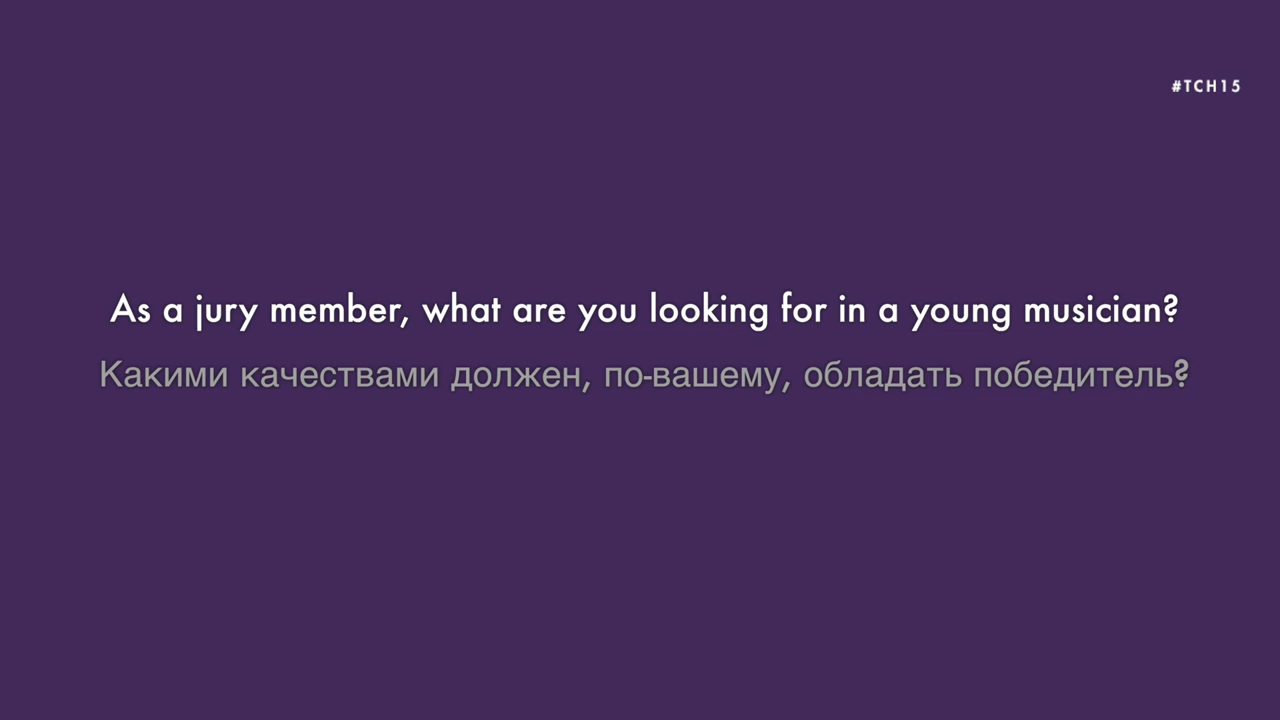 #TCH15
As a jury member, what are you looking for in a young musician?
Какими качествами должен, по-вашему, обладать победитель?